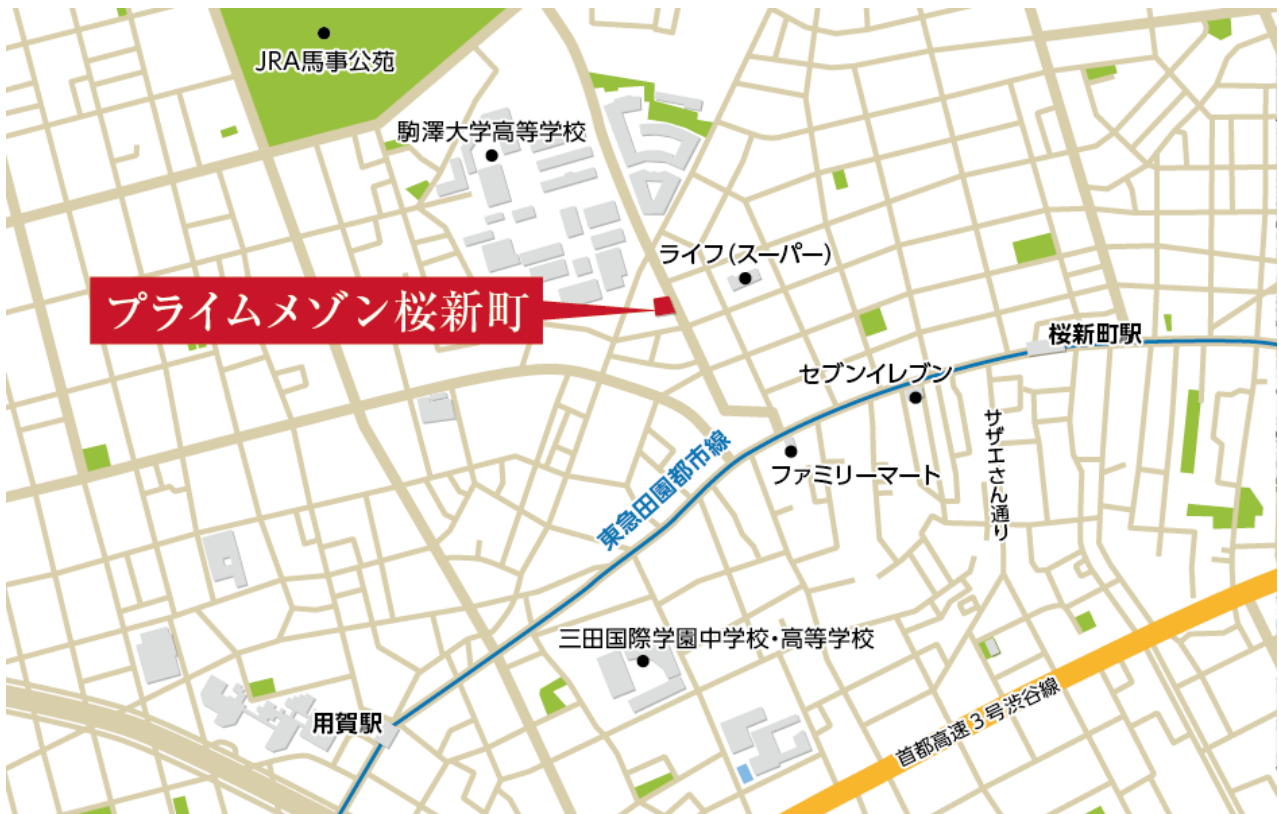 JRA馬事公苑
駒澤大学高等学校
ライフ(スーパー)
プライムメゾン桜新町
桜新町駅
セブンイレブン
サザエさん通り
東急田園都市線
ファミリーマート
三田国際学園中学校・高等学校
用賀駅
首都高速3号渋谷線